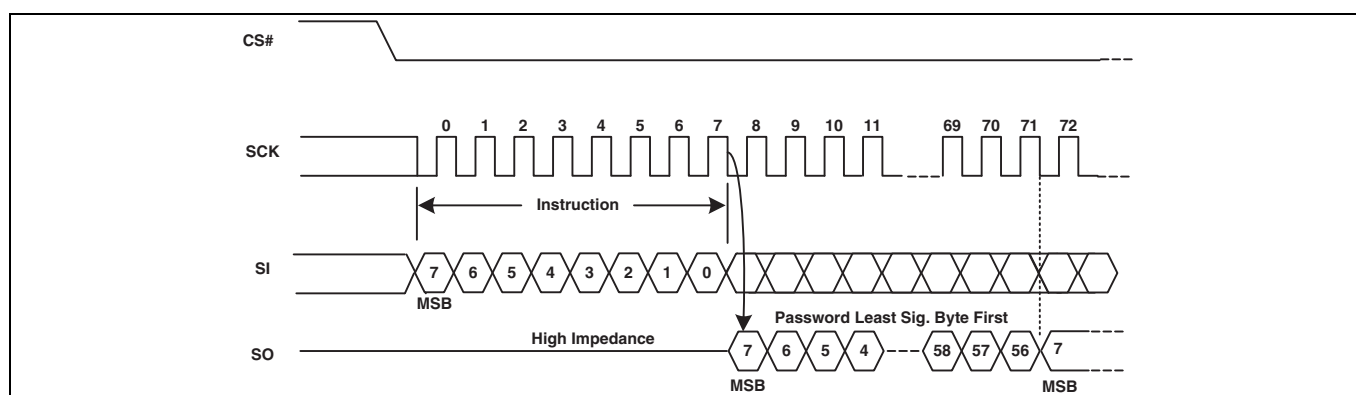 CS#
0 1 2 3 4 5 6 7 8 9 10 11 69 70 71 72
SCK
Instruction
SI
7 6 5 4 3 2 1 0
MSB
Password Least Sig. Byte First
High Impedance
SO
7 6 5 4 58 57 56 7
MSB MSB